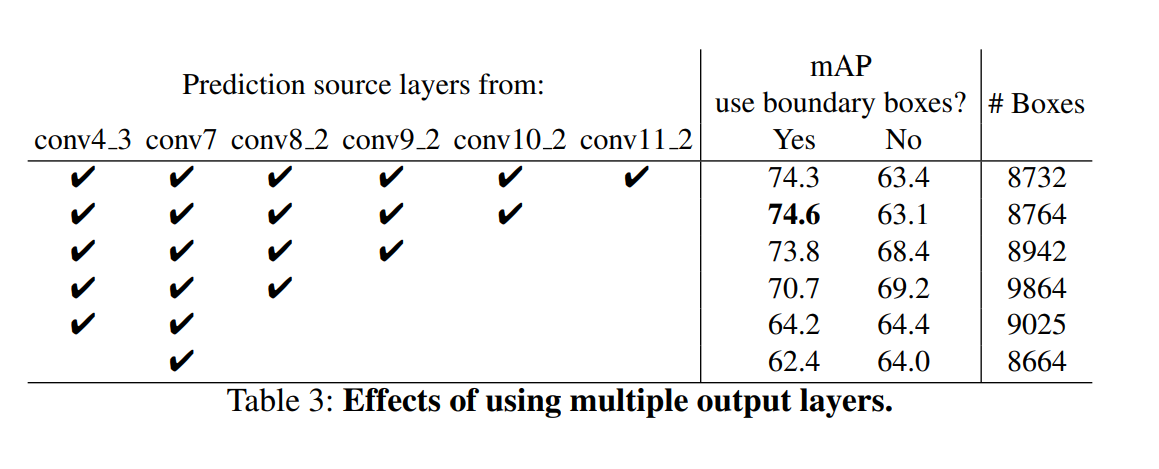 Prediction source layers from: mAP
use boundary boxes? # Boxes
conv4_3 conv7 conv8_2 conv9_2 conv10_2 conv11_2 Yes No
✔ ✔ ✔ ✔ ✔ ✔ 74.3 63.4 8732
✔ ✔ ✔ ✔ ✔ 74.6 63.1 8764
✔ ✔ ✔ ✔ 73.8 68.4 8942
✔ ✔ ✔ 70.7 69.2 9864
✔ ✔ 64.2 64.4 9025
✔ 62.4 64.0 8664
Table 3: Effects of using multiple output layers.